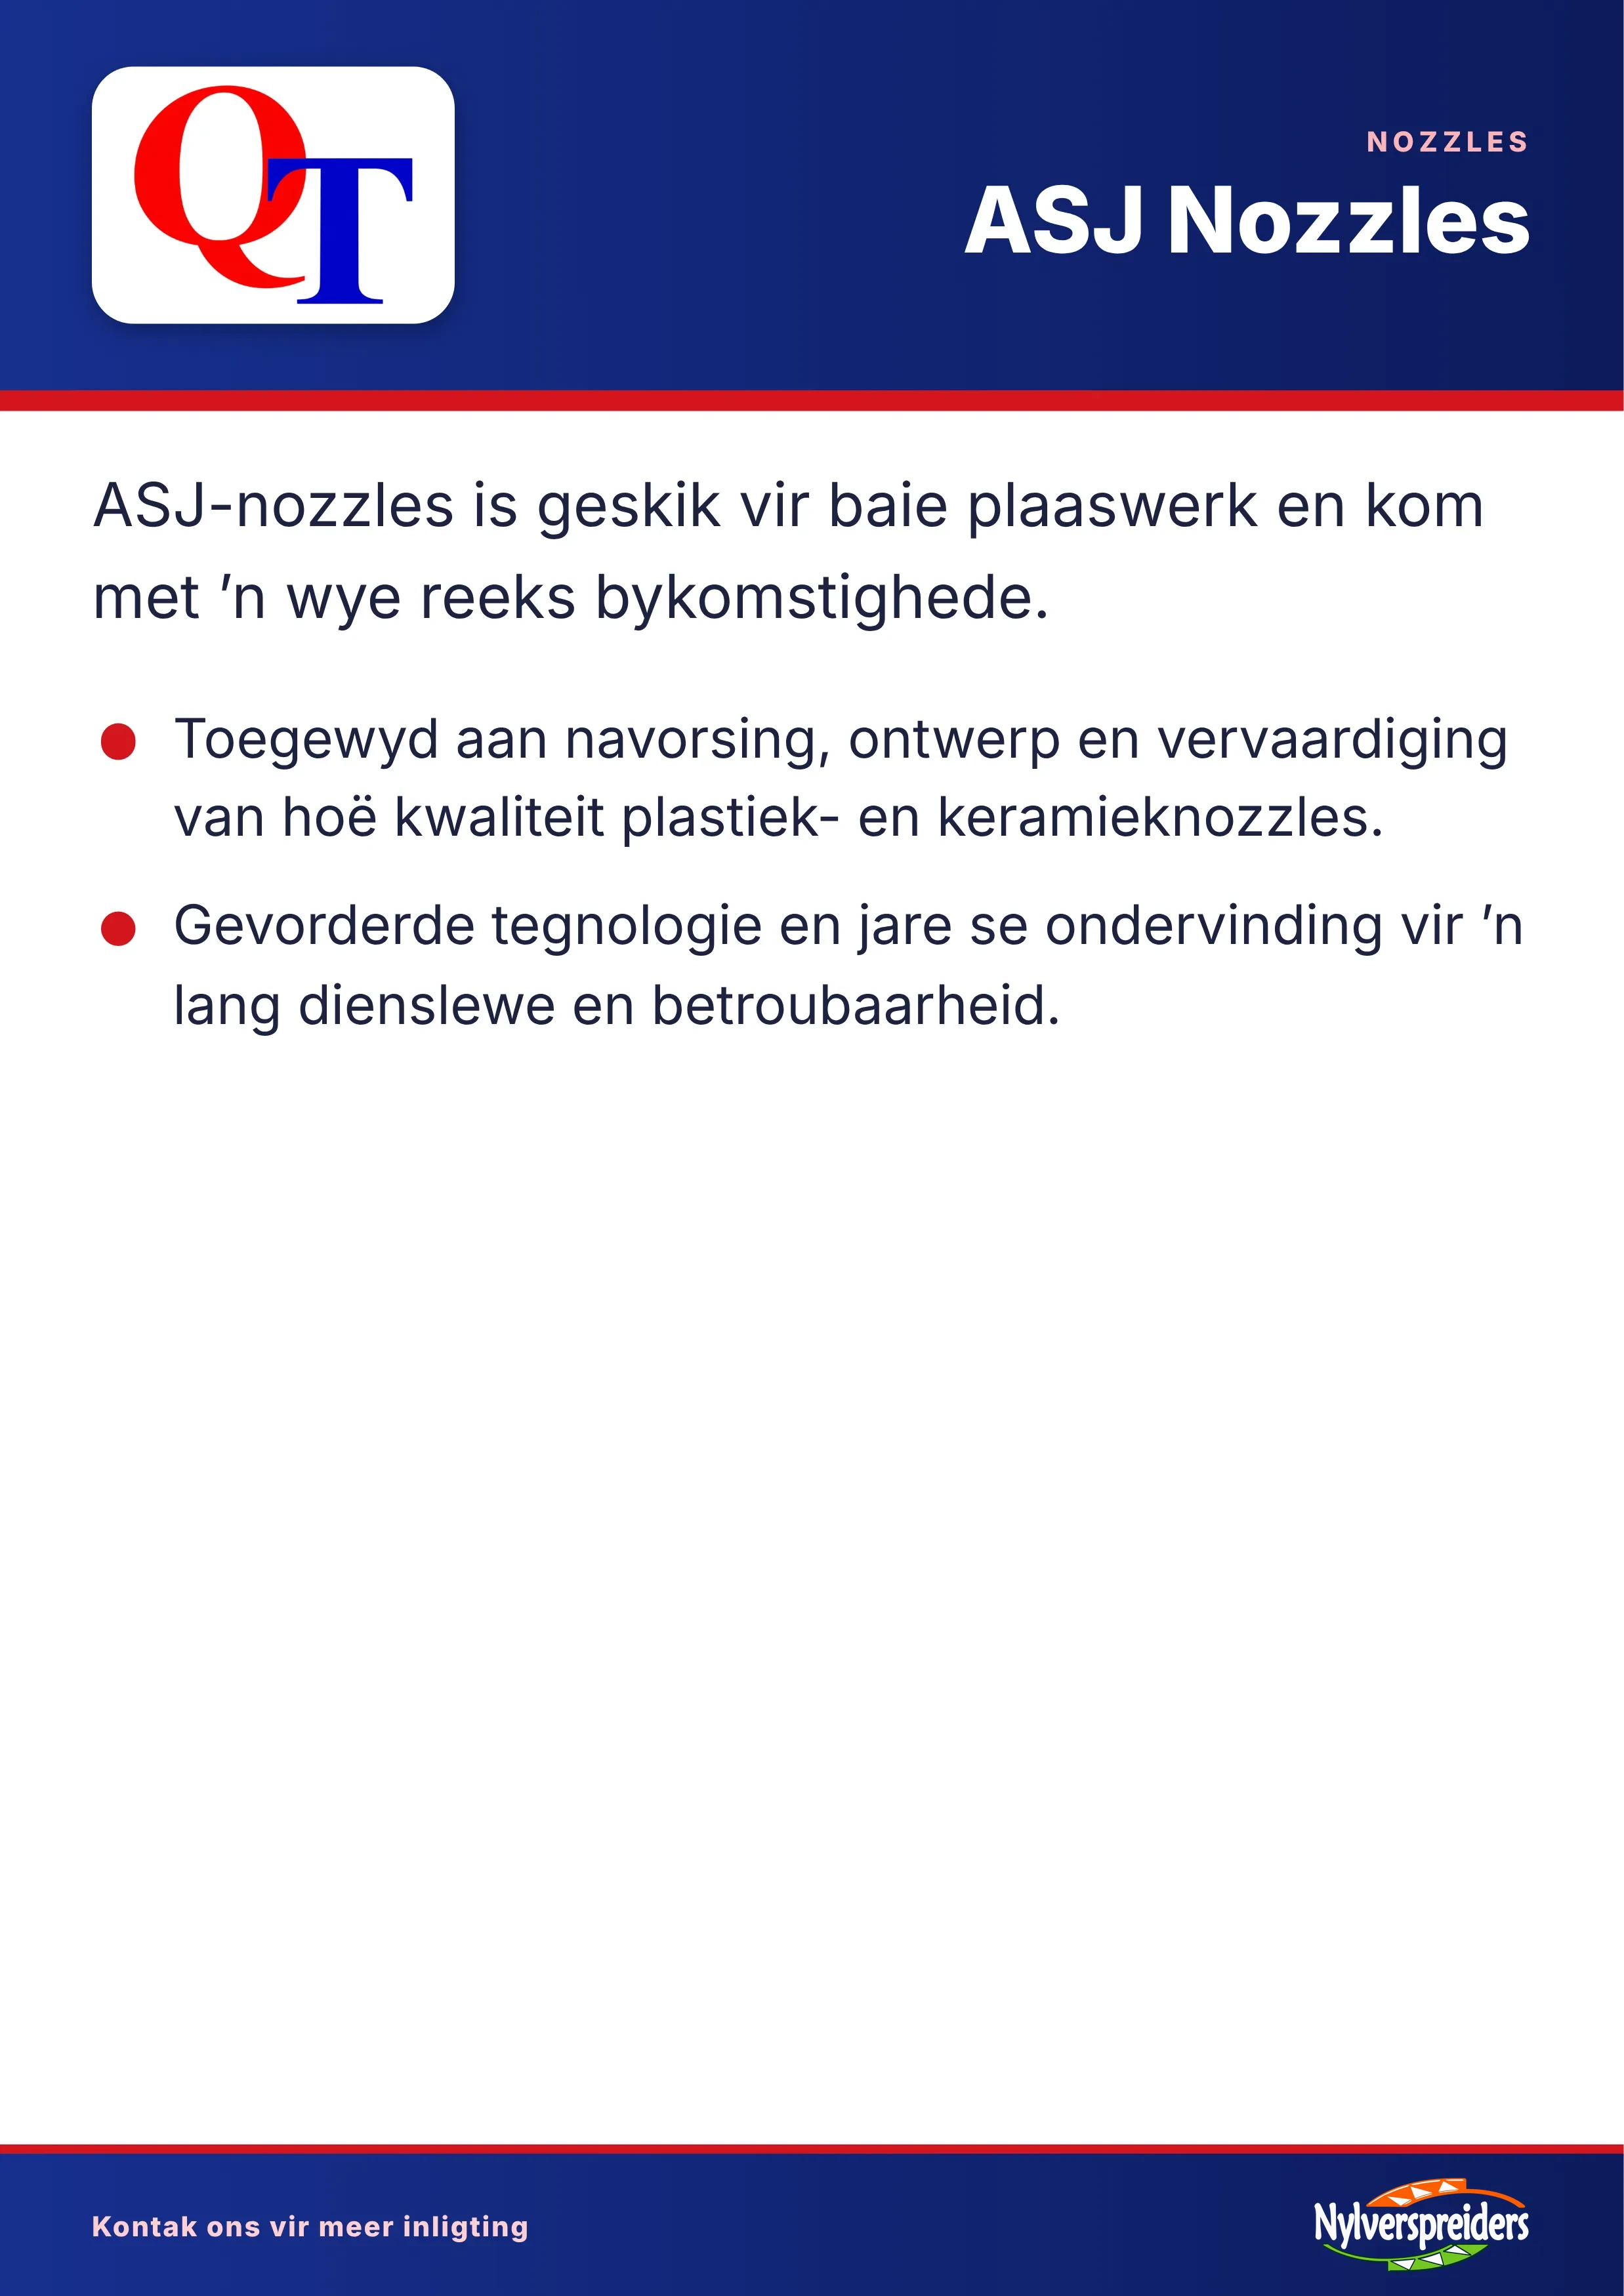 QT
NOZZLES
ASJ Nozzles
ASJ-nozzles is geskik vir baie plaaswerk en kom
met ’n wye reeks bykomstighede.
Toegewyd aan navorsing, ontwerp en vervaardiging
van hoë kwaliteit plastiek- en keramieknozzles.
Gevorderde tegnologie en jare se ondervinding vir ’n
lang dienslewe en betroubaarheid.
Kontak ons vir meer inligting
Nylverspreiders